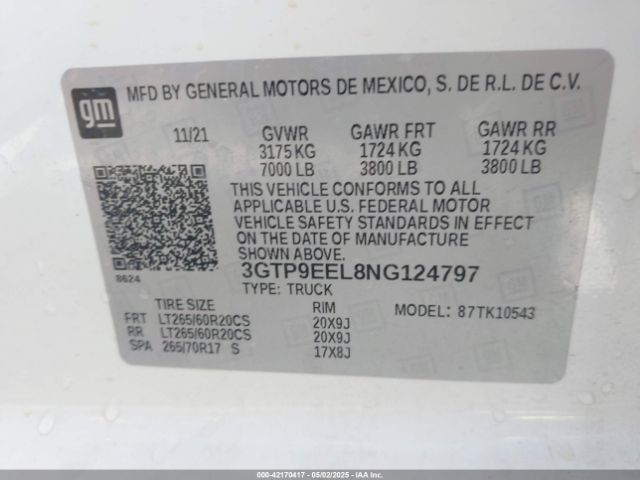 gm
MFD BY GENERAL MOTORS DE MEXICO, S. DE R.L. DE C.V.
11/21 GVWR GAWR FRT GAWR RR
3175 KG 1724 KG 1724 KG
7000 LB 3800 LB 3800 LB
THIS VEHICLE CONFORMS TO ALL
APPLICABLE U.S. FEDERAL MOTOR
VEHICLE SAFETY STANDARDS IN EFFECT
ON THE DATE OF MANUFACTURE
SHOWN ABOVE.
8624
3GTP9EEL8NG124797
TYPE: TRUCK
TIRE SIZE RIM MODEL: 87TK10543
FRT LT265/60R20CS 20X9J
RR LT265/60R20CS 20X9J
SPA 265/70R17 S 17X8J
000-42170417 - 05/02/2025 - IAAI.COM